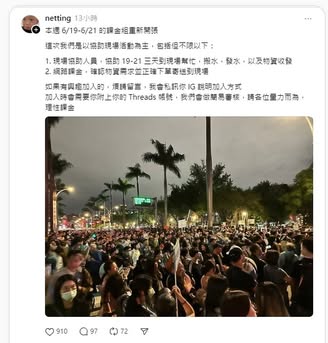 netting 13小時
本週 6/19-6/21 的課金組重新開張
這次我們是以協助現場活動為主，包括但不限以下：
1. 現場協助人員，協助 19-21 三天到現場幫忙，搬水、發水，以及物資收發
2. 網路課金，確認物資需求並正確下單寄送到現場
如果有興趣加入的，煩請留言，我會私訊你 IG 說明加入方式
加入時會需要你附上你的 Threads 帳號，我們會做簡易審核，請各位量力而為，
理性課金
910 97 72